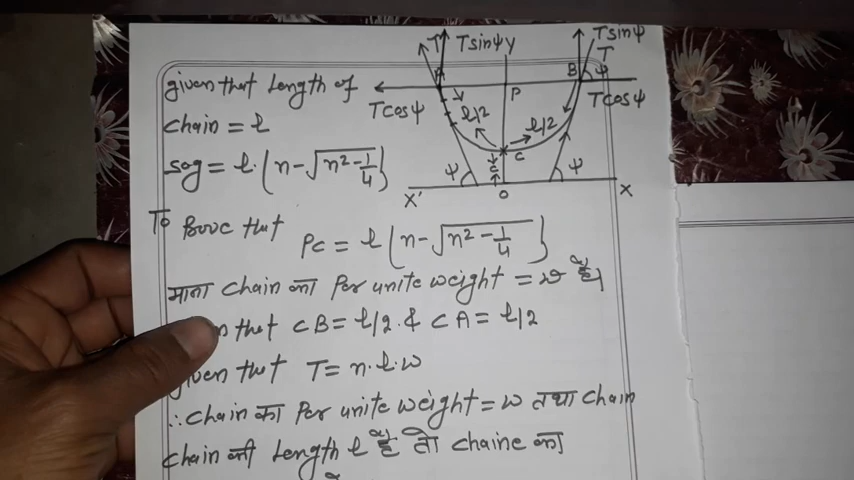 T Tsinψ Y Tsinψ
T
A P B ψ
Tcosψ Tcosψ
l/2 l/2
C
ψ c ψ
X' O X
given that Length of
chain = l
sag = l.{n-√n²-1/4}
To Proove that
PC = l{n-√n²-1/4}
माना chain का Per unite weight = w है।
that CB = l/2 & CA = l/2
given that T = n.l.w
∴ chain का Per unite weight = w तथा chain
chain की Length l है तो chaine का